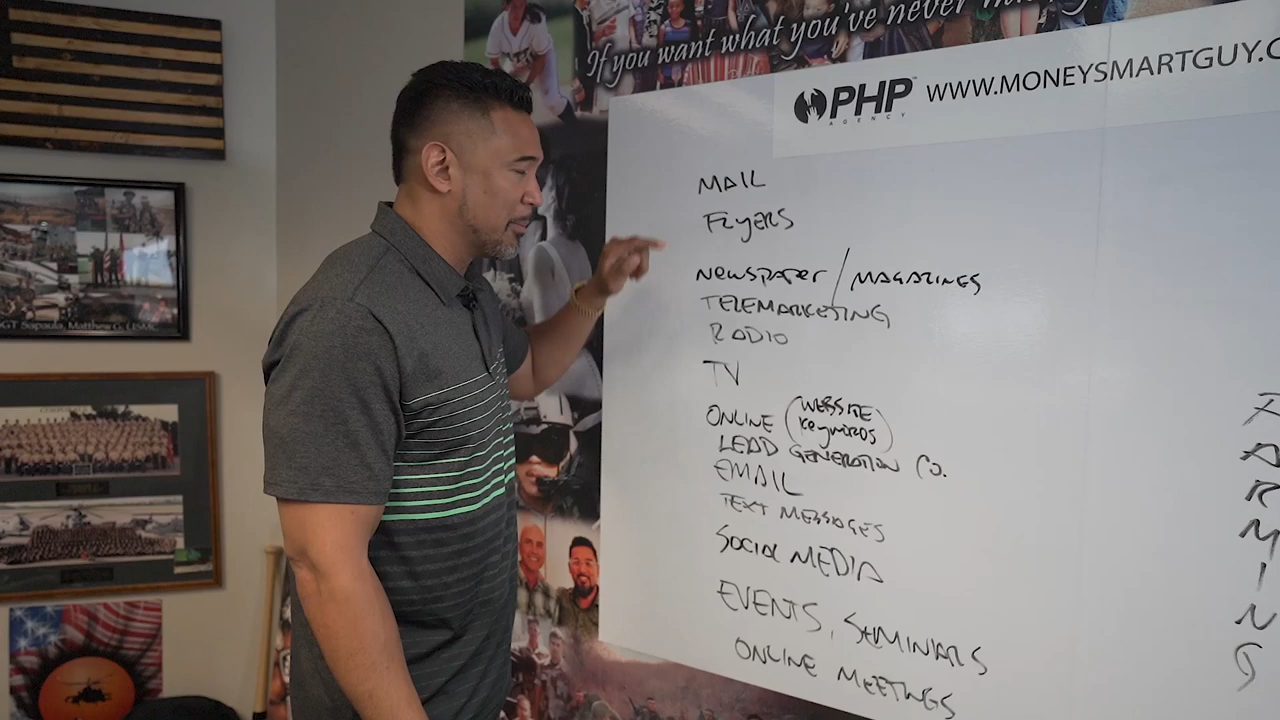 If you want what you've never
PHP
AGENCY
WWW.MONEYSMARTGUY.C
MAIL
FLYERS
NEWSPAPER / MAGAZINES
TELEMARKETING
RADIO
TV
ONLINE (WEBSITE KEYWORDS)
LEAD GENERATION CO.
EMAIL
TEXT MESSAGES
SOCIAL MEDIA
EVENTS, SEMINARS
ONLINE MEETINGS
FARMING
SGT Sapaula, Matthew C. USMC